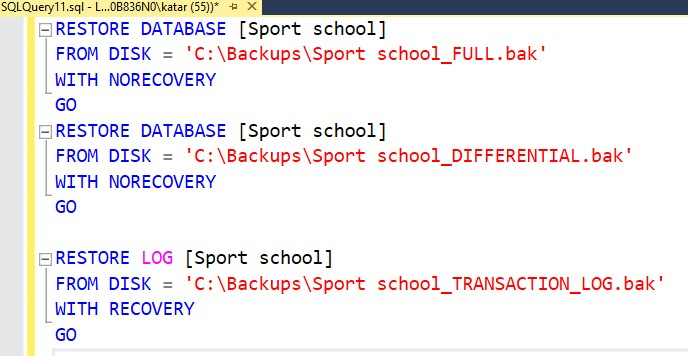 SQLQuery11.sql - L...0B836N0\katar (55))*
RESTORE DATABASE [Sport school]
FROM DISK = 'C:\Backups\Sport school_FULL.bak'
WITH NORECOVERY
GO
RESTORE DATABASE [Sport school]
FROM DISK = 'C:\Backups\Sport school_DIFFERENTIAL.bak'
WITH NORECOVERY
GO
RESTORE LOG [Sport school]
FROM DISK = 'C:\Backups\Sport school_TRANSACTION_LOG.bak'
WITH RECOVERY
GO